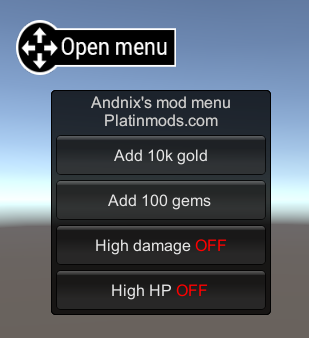 Open menu
Andnix's mod menu
Platinmods.com
Add 10k gold
Add 100 gems
High damage OFF
High HP OFF